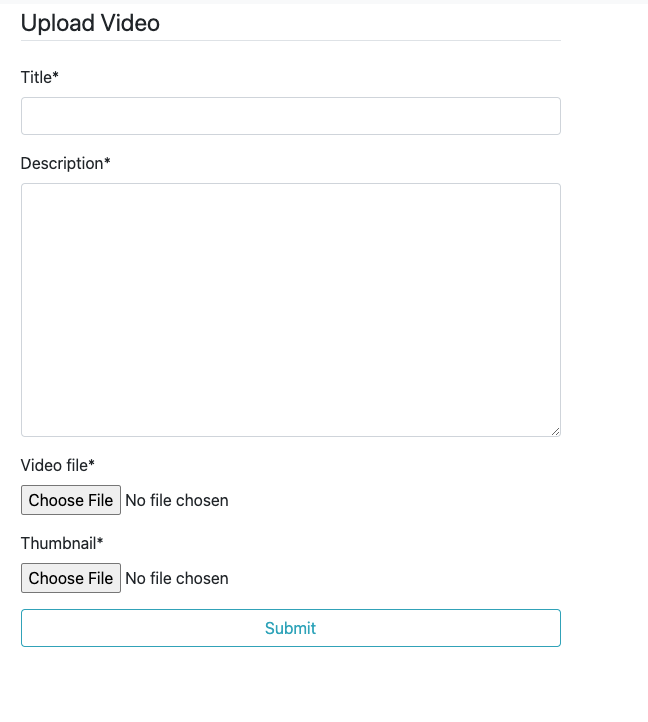 Upload Video
Title*
Description*
Video file*
Choose File No file chosen
Thumbnail*
Choose File No file chosen
Submit